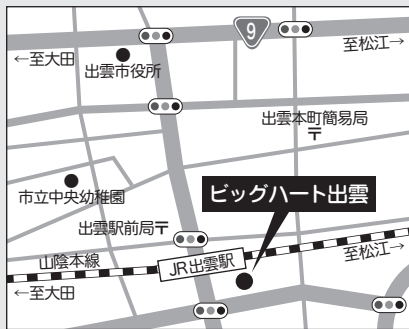 9
←至大田
至松江→
出雲市役所
出雲本町簡易局
〒
市立中央幼稚園
ビッグハート出雲
出雲駅前局〒
山陰本線
JR出雲駅
至松江→
←至大田